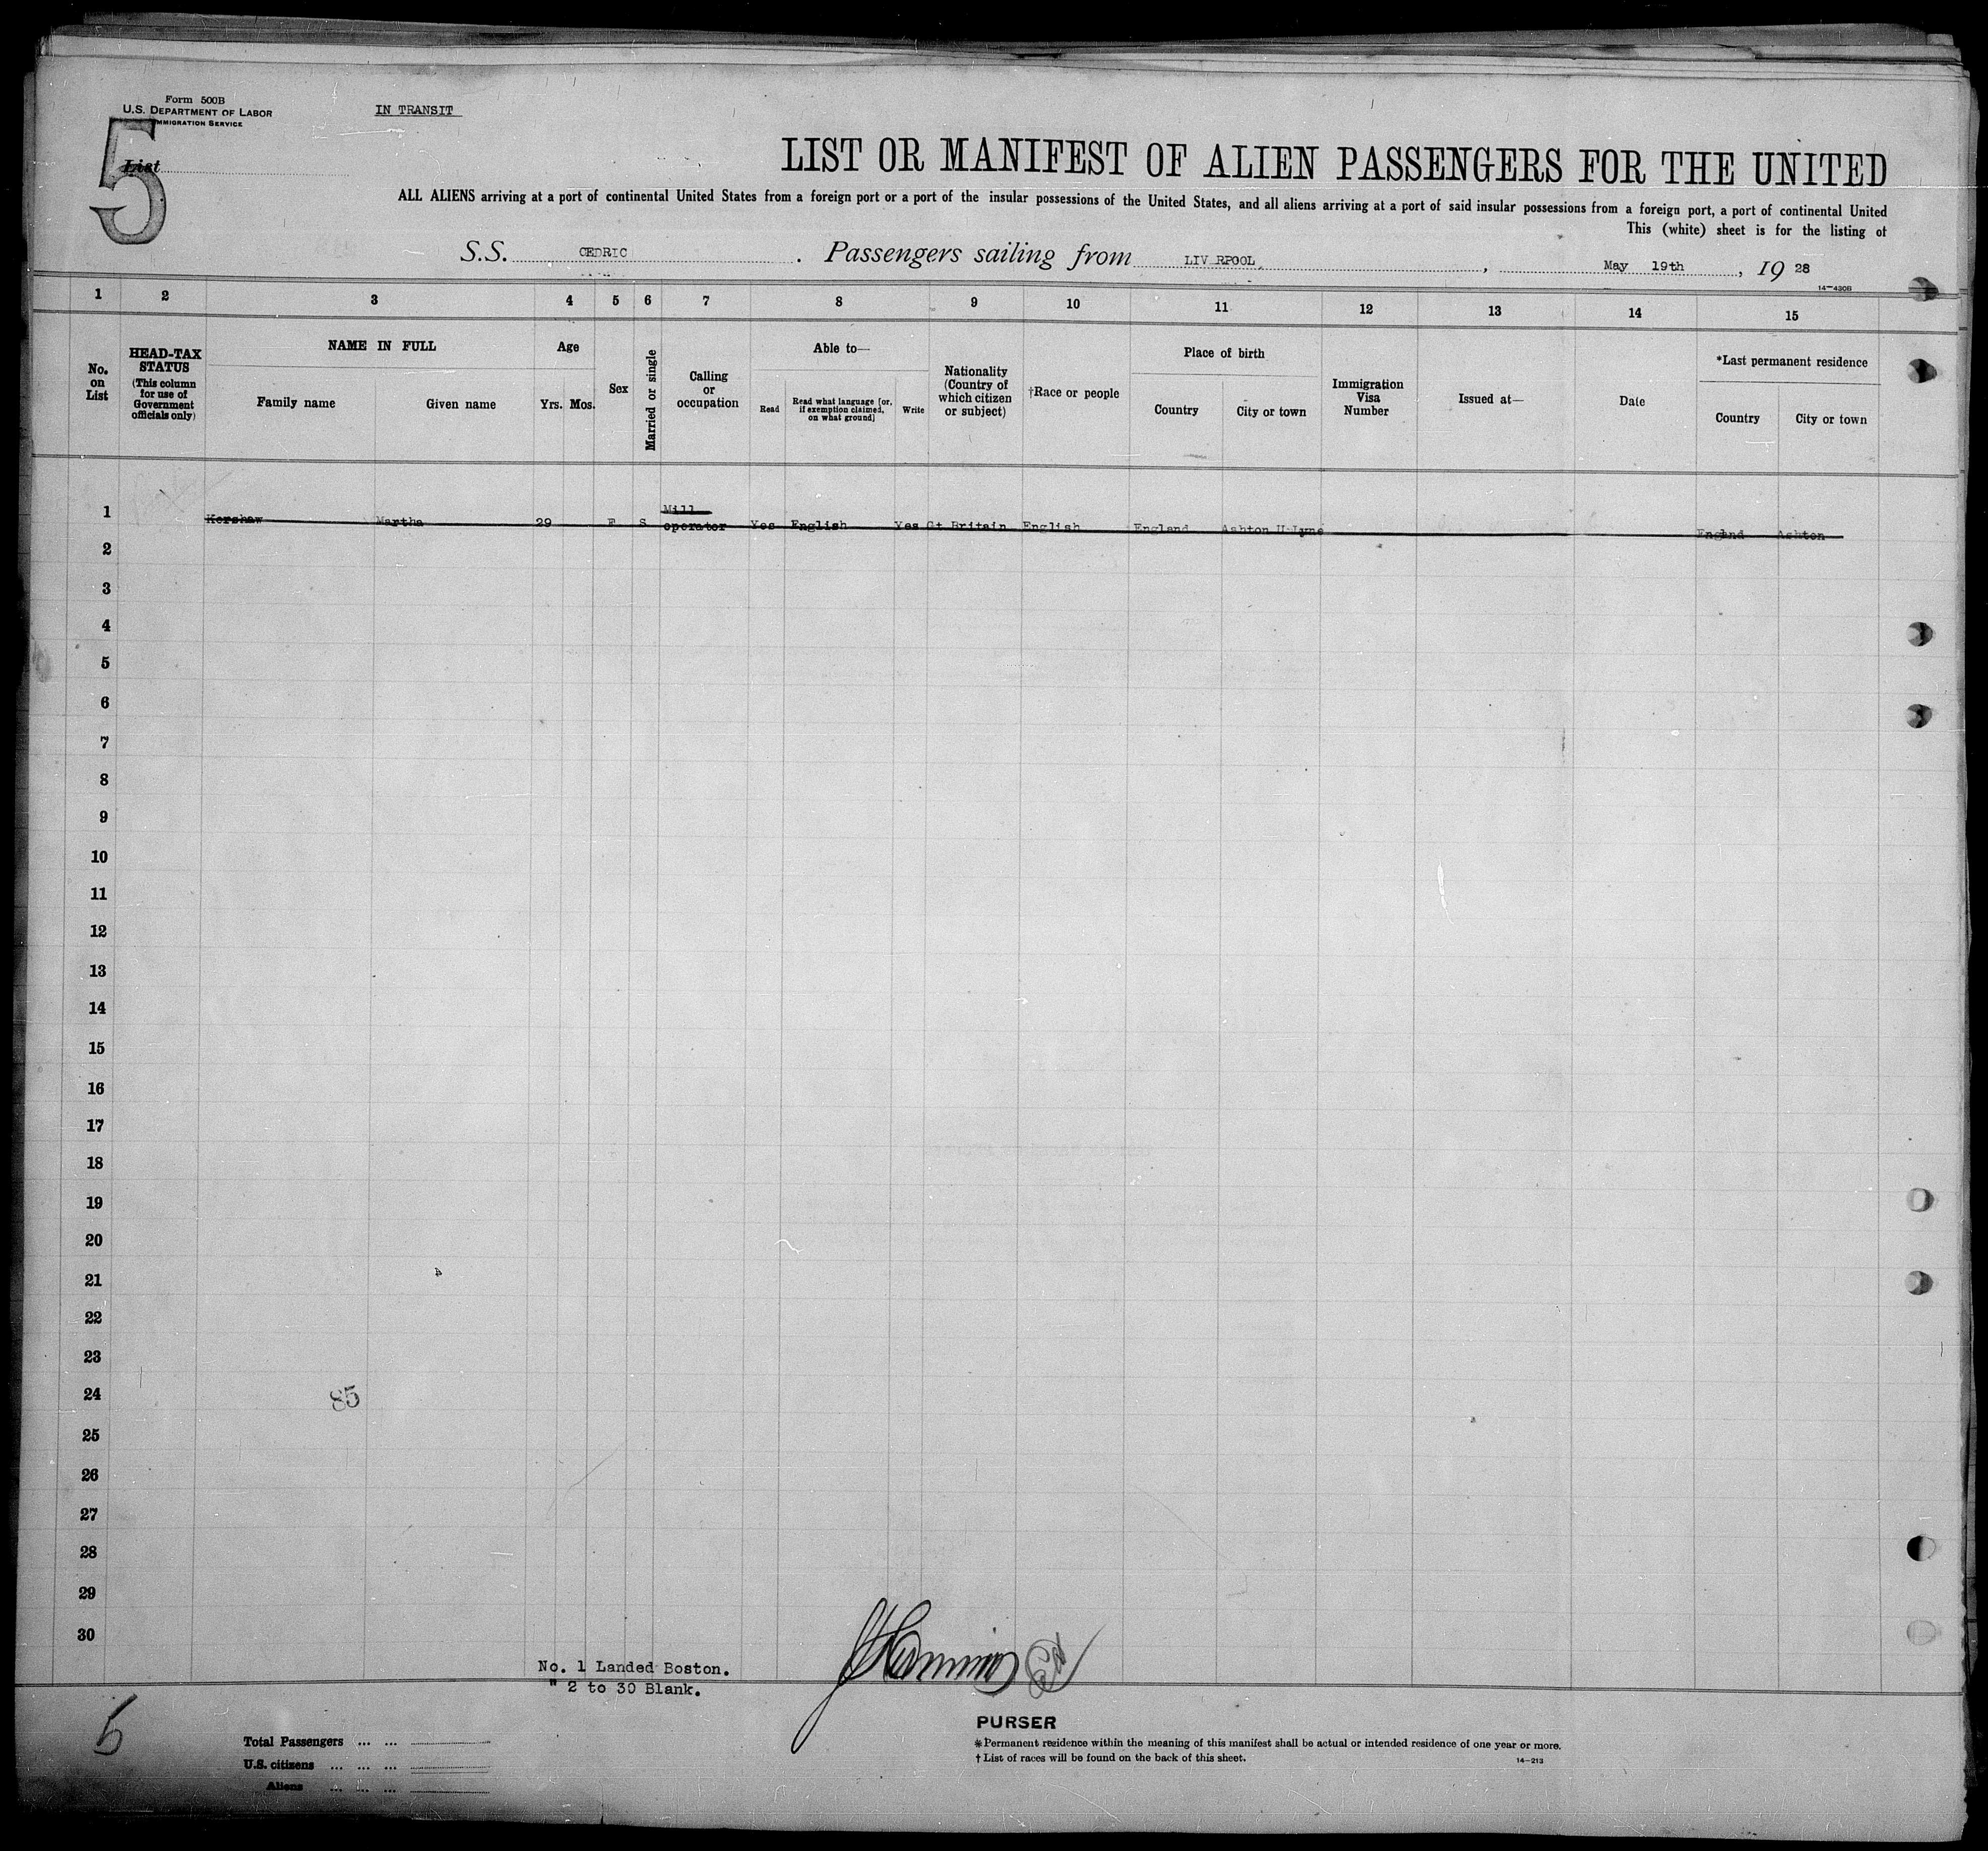 Form 500B
U.S. DEPARTMENT OF LABOR
IMMIGRATION SERVICE
IN TRANSIT
5
List
LIST OR MANIFEST OF ALIEN PASSENGERS FOR THE UNITED
ALL ALIENS arriving at a port of continental United States from a foreign port or a port of the insular possessions of the United States, and all aliens arriving at a port of said insular possessions from a foreign port, a port of continental United
This (white) sheet is for the listing of
S.S. CEDRIC . Passengers sailing from LIV RPOOL, , May 19th , 19 28
14-430B
1 2 3 4 5 6 7 8 9 10 11 12 13 14 15
No. on List
HEAD-TAX STATUS (This column for use of Government officials only)
NAME IN FULL
Family name Given name
Age
Yrs. Mos.
Sex
Married or single
Calling or occupation
Able to—
Read
Read what language [or, if exemption claimed, on what ground]
Write
Nationality (Country of which citizen or subject)
†Race or people
Place of birth
Country City or town
Immigration Visa Number
Issued at—
Date
*Last permanent residence
Country City or town
1 Kershaw Martha 29 F S Mill operator Yes English Yes Gt Britain English England Ashton U Lyne England Ashton
2
3
4
5
6
7
8
9
10
11
12
13
14
15
16
17
18
19
20
21
22
23
24
85
25
26
27
28
29
30
No. 1 Landed Boston.
" 2 to 30 Blank.
5
PURSER
Total Passengers ... ...
U.S. citizens ... ... ...
Aliens ... ... ...
*Permanent residence within the meaning of this manifest shall be actual or intended residence of one year or more.
†List of races will be found on the back of this sheet.
14-213